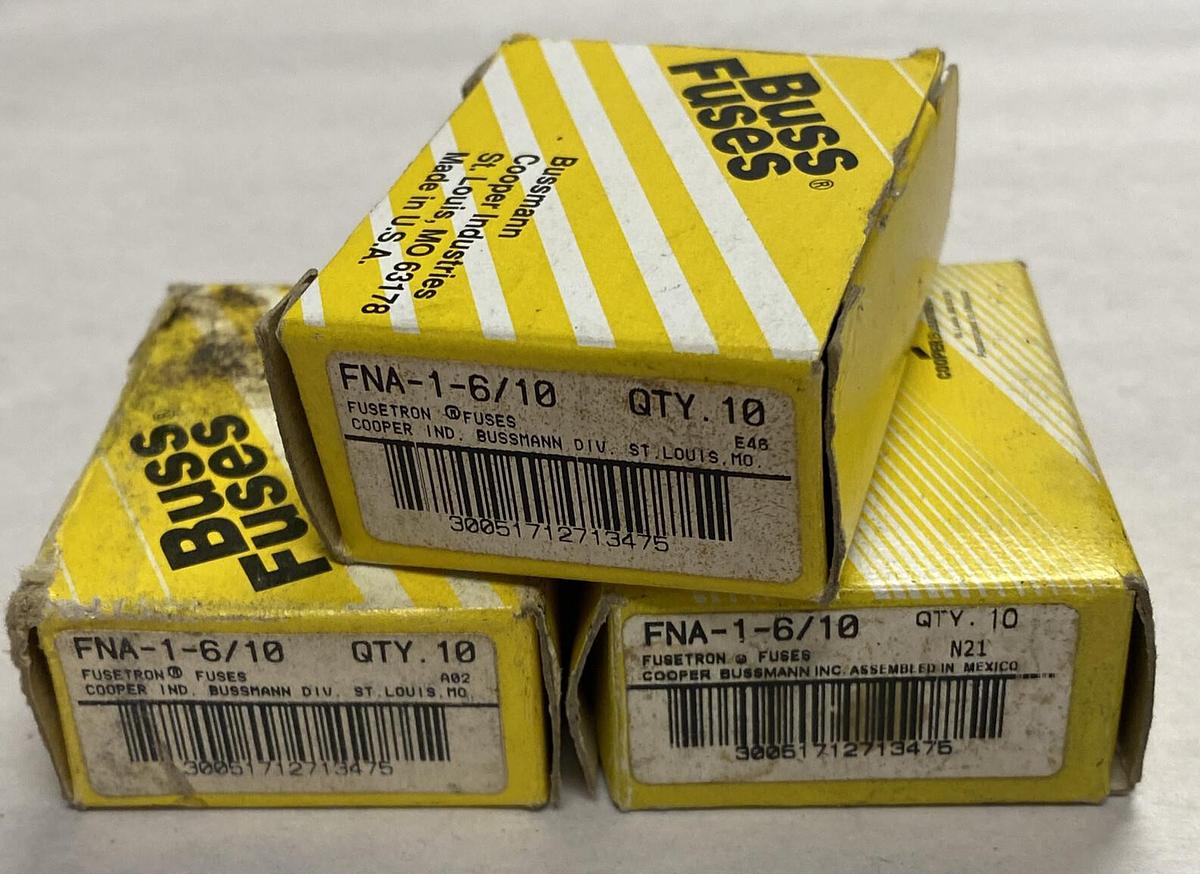 Buss®
Fuses
Bussmann
Cooper Industries
St. Louis, MO 63178
Made in U.S.A.
FNA-1-6/10 QTY. 10
FUSETRON ® FUSES E46
COOPER IND. BUSSMANN DIV. ST.LOUIS,MO.
30051712713475
Buss®
Fuses
FNA-1-6/10 QTY. 10
FUSETRON® FUSES A02
COOPER IND. BUSSMANN DIV. ST.LOUIS,MO.
30051712713475
COOPER
FNA-1-6/10 QTY. 10
FUSETRON ® FUSES N21
COOPER BUSSMANN INC. ASSEMBLED IN MEXICO
30051712713475